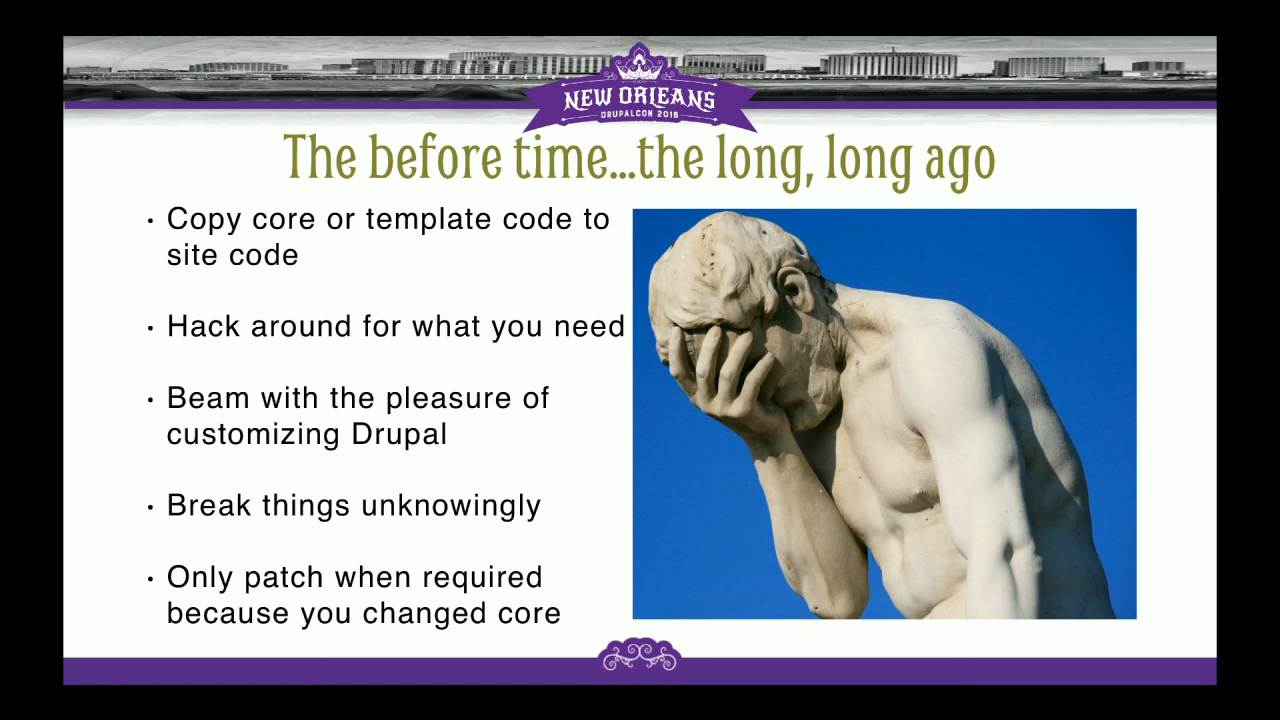 NEW ORLEANS
DRUPALCON 2016
The before time...the long, long ago
• Copy core or template code to
site code
• Hack around for what you need
• Beam with the pleasure of
customizing Drupal
• Break things unknowingly
• Only patch when required
because you changed core